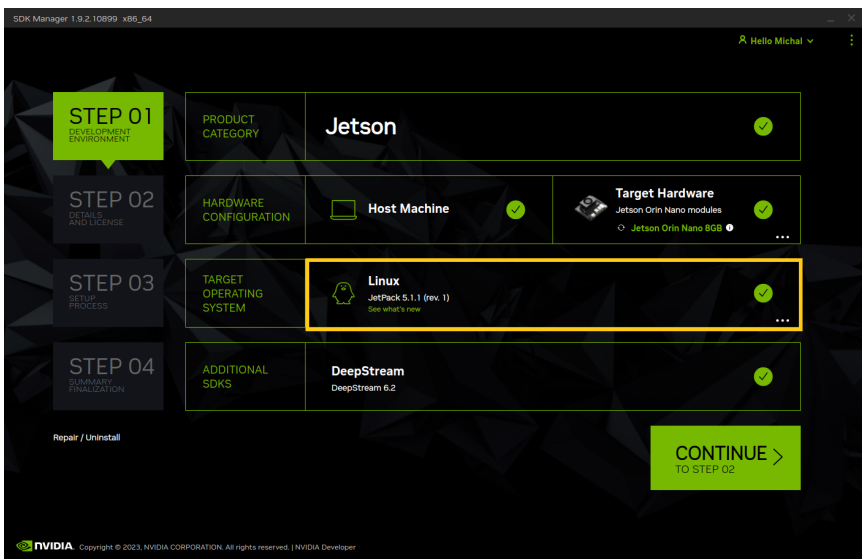 SDK Manager 1.9.2.10899 x86_64
Hello Michal
STEP 01
DEVELOPMENT
ENVIRONMENT
PRODUCT
CATEGORY
Jetson
STEP 02
DETAILS
AND LICENSE
HARDWARE
CONFIGURATION
Host Machine
Target Hardware
Jetson Orin Nano modules
Jetson Orin Nano 8GB
STEP 03
SETUP
PROCESS
TARGET
OPERATING
SYSTEM
Linux
JetPack 5.1.1 (rev. 1)
See what's new
STEP 04
SUMMARY
FINALIZATION
ADDITIONAL
SDKS
DeepStream
DeepStream 6.2
Repair / Uninstall
CONTINUE
TO STEP 02
NVIDIA. Copyright © 2023, NVIDIA CORPORATION. All rights reserved. | NVIDIA Developer